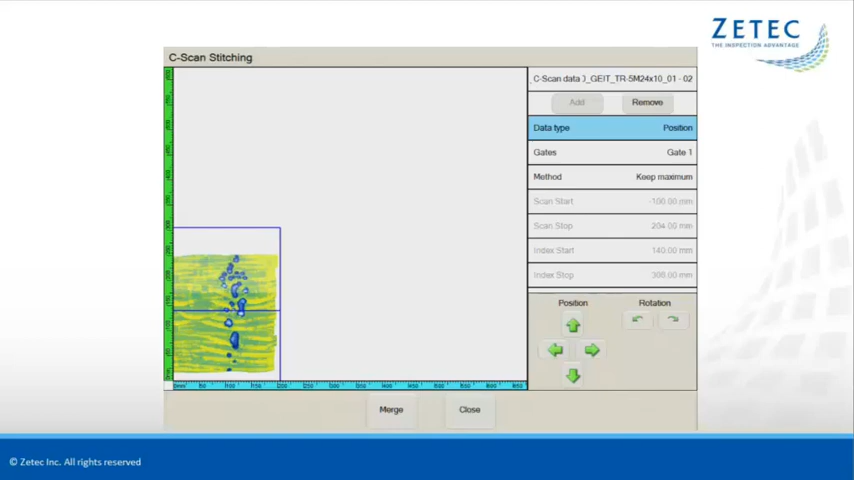 ZETEC
THE INSPECTION ADVANTAGE
C-Scan Stitching
C-Scan data J_GEIT_TR-5M24x10_01 - 02
Add Remove
Data type Position
Gates Gate 1
Method Keep maximum
Scan Start -100.00 mm
Scan Stop 204.00 mm
Index Start 140.00 mm
Index Stop 308.00 mm
Position Rotation
Merge Close
© Zetec Inc. All rights reserved